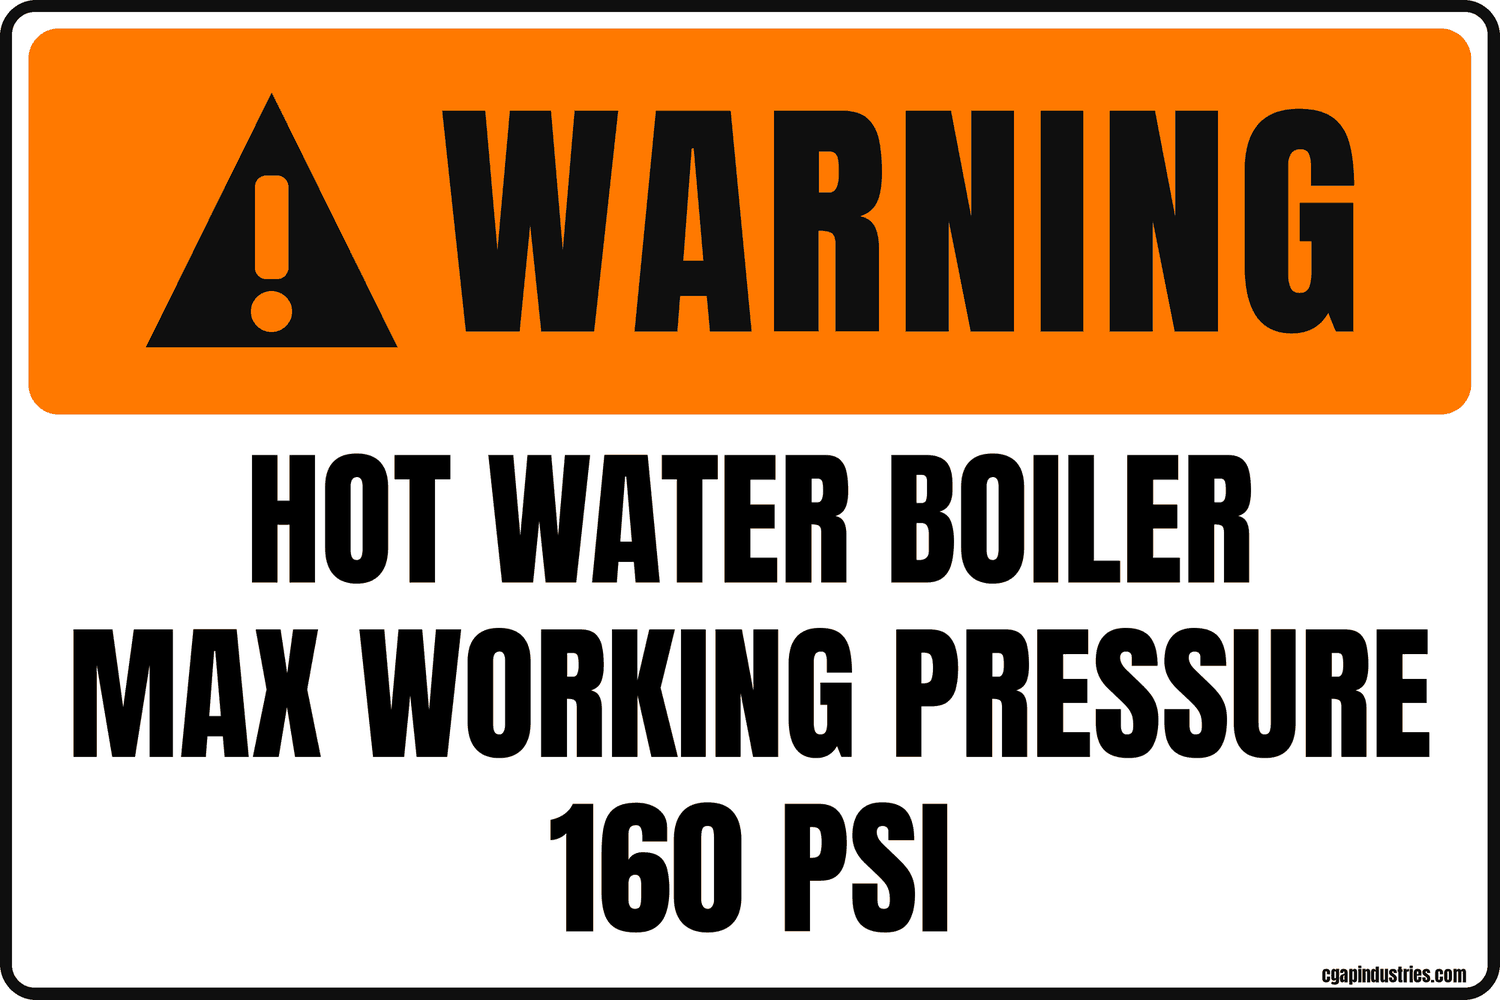 WARNING
HOT WATER BOILER
MAX WORKING PRESSURE
160 PSI
cgapindustries.com